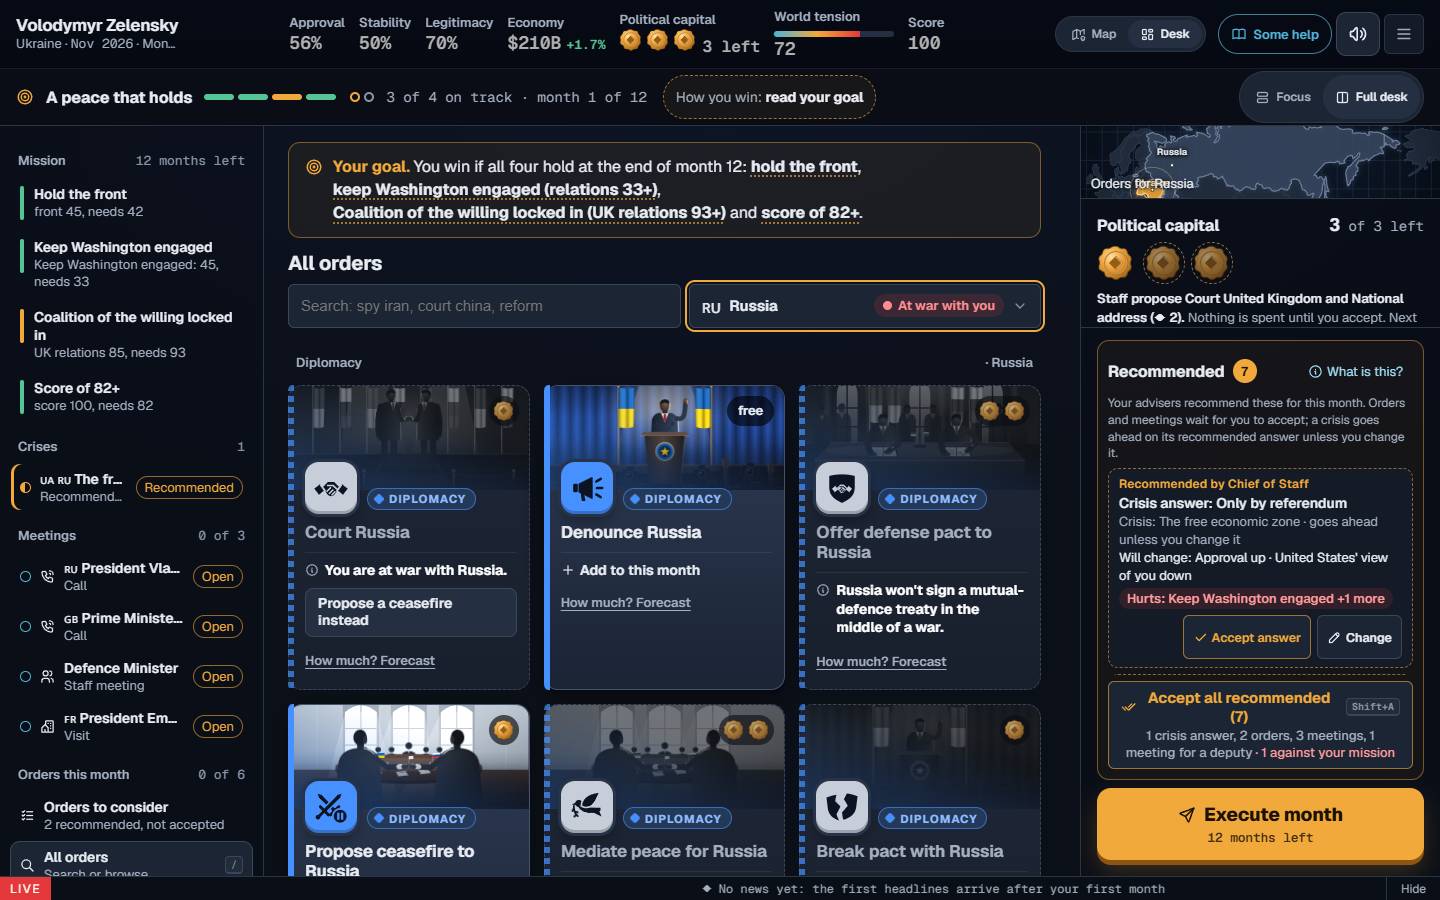 Volodymyr Zelensky
Ukraine · Nov 2026 · Mon...
Approval
56%
Stability
50%
Legitimacy
70%
Economy
$210B +1.7%
Political capital
3 left
World tension
72
Score
100
Map
Desk
Some help
A peace that holds
3 of 4 on track · month 1 of 12
How you win: read your goal
Focus
Full desk
Mission
12 months left
Hold the front
front 45, needs 42
Keep Washington engaged
Keep Washington engaged: 45,
needs 33
Coalition of the willing locked
in
UK relations 85, needs 93
Score of 82+
score 100, needs 82
Crises
1
UA RU The fr...
Recommend...
Recommended
Meetings
0 of 3
RU President Vla...
Call
Open
GB Prime Ministe...
Call
Open
Defence Minister
Staff meeting
Open
FR President Em...
Visit
Open
Orders this month
0 of 6
Orders to consider
2 recommended, not accepted
All orders
Search or browse
/
Your goal. You win if all four hold at the end of month 12: hold the front,
keep Washington engaged (relations 33+),
Coalition of the willing locked in (UK relations 93+) and score of 82+.
All orders
Search: spy iran, court china, reform
RU Russia
At war with you
Diplomacy
· Russia
DIPLOMACY
Court Russia
You are at war with Russia.
Propose a ceasefire
instead
How much? Forecast
free
DIPLOMACY
Denounce Russia
Add to this month
How much? Forecast
DIPLOMACY
Offer defense pact to
Russia
Russia won't sign a mutual-
defence treaty in the
middle of a war.
How much? Forecast
DIPLOMACY
Propose ceasefire to
Russia
DIPLOMACY
Mediate peace for Russia
DIPLOMACY
Break pact with Russia
Russia
Orders for Russia
Political capital
3 of 3 left
Staff propose Court United Kingdom and National
address (◆ 2). Nothing is spent until you accept. Next
Recommended 7
What is this?
Your advisers recommend these for this month. Orders
and meetings wait for you to accept; a crisis goes
ahead on its recommended answer unless you change
it.
Recommended by Chief of Staff
Crisis answer: Only by referendum
Crisis: The free economic zone · goes ahead
unless you change it
Will change: Approval up · United States' view
of you down
Hurts: Keep Washington engaged +1 more
Accept answer
Change
Accept all recommended
(7)
Shift+A
1 crisis answer, 2 orders, 3 meetings, 1
meeting for a deputy · 1 against your mission
Execute month
12 months left
LIVE
◆ No news yet: the first headlines arrive after your first month
Hide